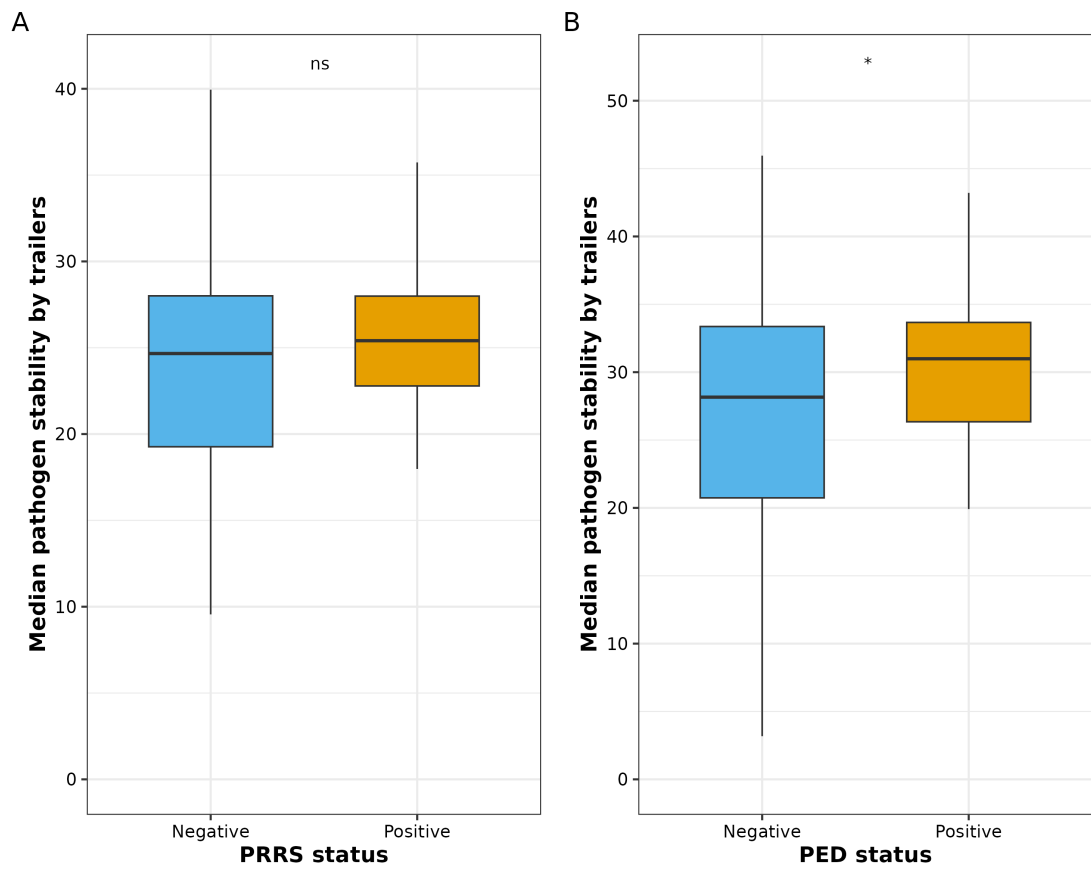 A
Median pathogen stability by trailers
40
30
20
10
0
ns
Negative
Positive
PRRS status
B
Median pathogen stability by trailers
50
40
30
20
10
0
*
Negative
Positive
PED status